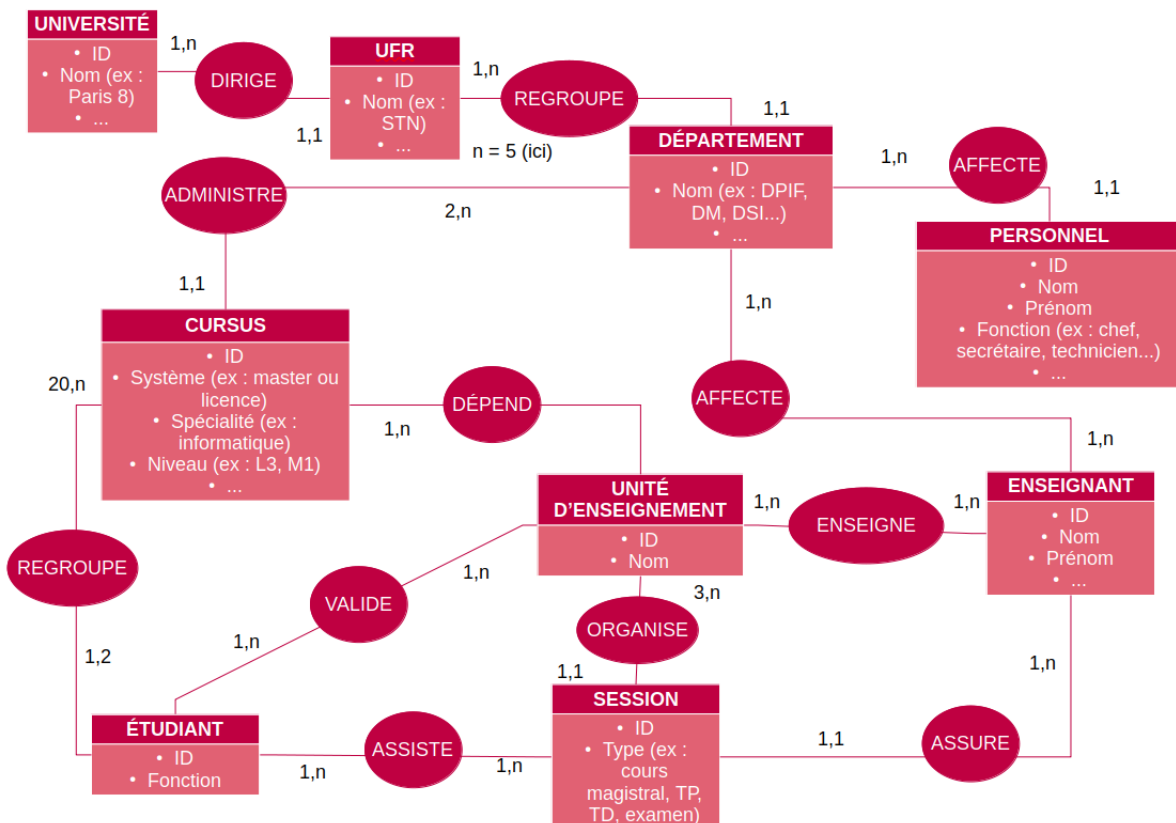 UNIVERSITÉ
• ID
• Nom (ex :
Paris 8)
• ...
1,n
DIRIGE
1,1
UFR
• ID
• Nom (ex :
STN)
• ...
1,n
n = 5 (ici)
REGROUPE
1,1
DÉPARTEMENT
• ID
• Nom (ex : DPIF,
DM, DSI...)
• ...
1,n
AFFECTE
1,1
PERSONNEL
• ID
• Nom
• Prénom
• Fonction (ex : chef,
secrétaire, technicien...)
• ...
ADMINISTRE
2,n
1,1
CURSUS
• ID
• Système (ex : master ou
licence)
• Spécialité (ex :
informatique)
• Niveau (ex : L3, M1)
• ...
20,n
1,n
DÉPEND
1,n
AFFECTE
1,n
UNITÉ
D’ENSEIGNEMENT
• ID
• Nom
1,n
ENSEIGNE
1,n
ENSEIGNANT
• ID
• Nom
• Prénom
• ...
REGROUPE
1,2
VALIDE
1,n
1,n
3,n
ORGANISE
1,1
1,n
ÉTUDIANT
• ID
• Fonction
1,n
ASSISTE
1,n
SESSION
• ID
• Type (ex :
cours
magistral, TP,
TD, examen)
1,1
ASSURE